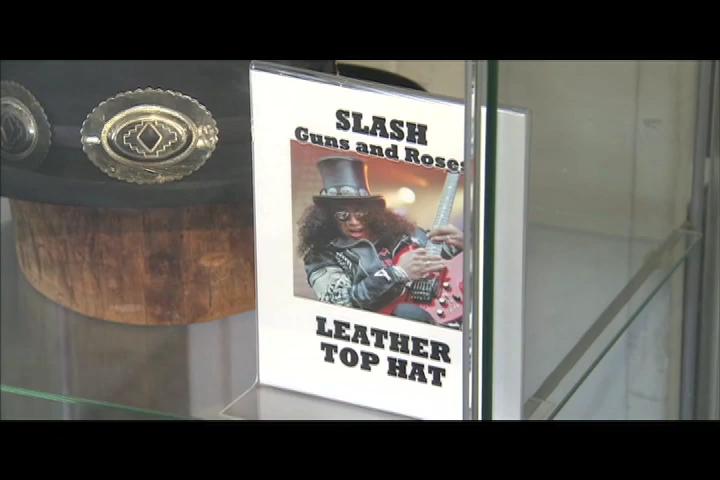 SLASH
Guns and Roses
LEATHER
TOP HAT